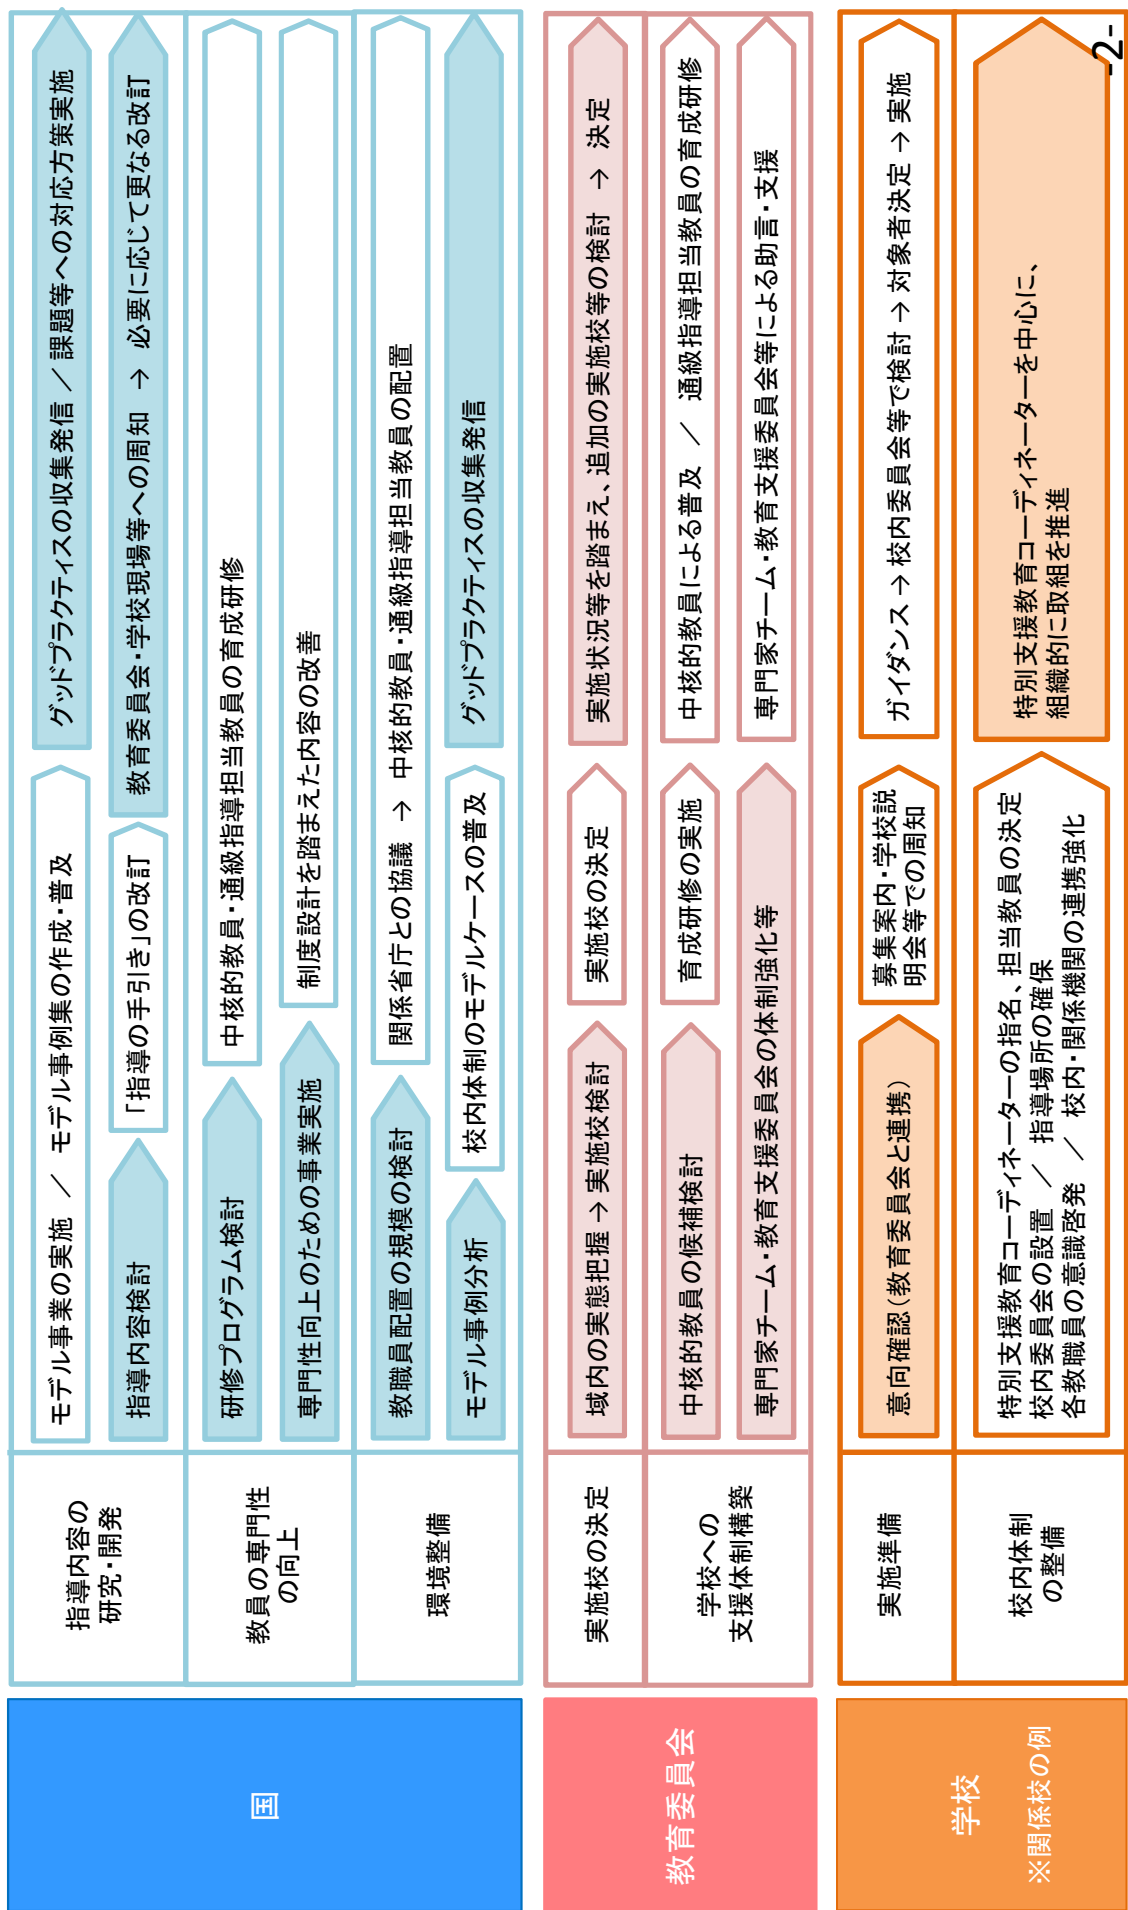 国
指導内容の
研究・開発
モデル事業の実施 ／ モデル事例集の作成・普及
グッドプラクティスの収集発信 ／ 課題等への対応方策実施
指導内容検討
「指導の手引き」の改訂
教育委員会・学校現場等への周知 → 必要に応じて更なる改訂
教員の専門性
の向上
研修プログラム検討
中核的教員・通級指導担当教員の育成研修
専門性向上のための事業実施
制度設計を踏まえた内容の改善
環境整備
教職員配置の規模の検討
関係省庁との協議 → 中核的教員・通級指導担当教員の配置
モデル事例分析
校内体制のモデルケースの普及
グッドプラクティスの収集発信
教育委員会
実施校の決定
域内の実態把握 → 実施校検討
実施校の決定
実施状況等を踏まえ、追加の実施校等の検討 → 決定
学校への
支援体制構築
中核的教員の候補検討
育成研修の実施
中核的教員による普及 ／ 通級指導担当教員の育成研修
専門家チーム・教育支援委員会の体制強化等
専門家チーム・教育支援委員会等による助言・支援
学校
※関係校の例
実施準備
意向確認（教育委員会と連携）
募集案内・学校説
明会等での周知
ガイダンス → 校内委員会等で検討 → 対象者決定 → 実施
校内体制
の整備
特別支援教育コーディネーターの指名、担当教員の決定
校内委員会の設置 ／ 指導場所の確保
各教職員の意識啓発 ／ 校内・関係機関の連携強化
特別支援教育コーディネーターを中心に、
組織的に取組を推進
-2-